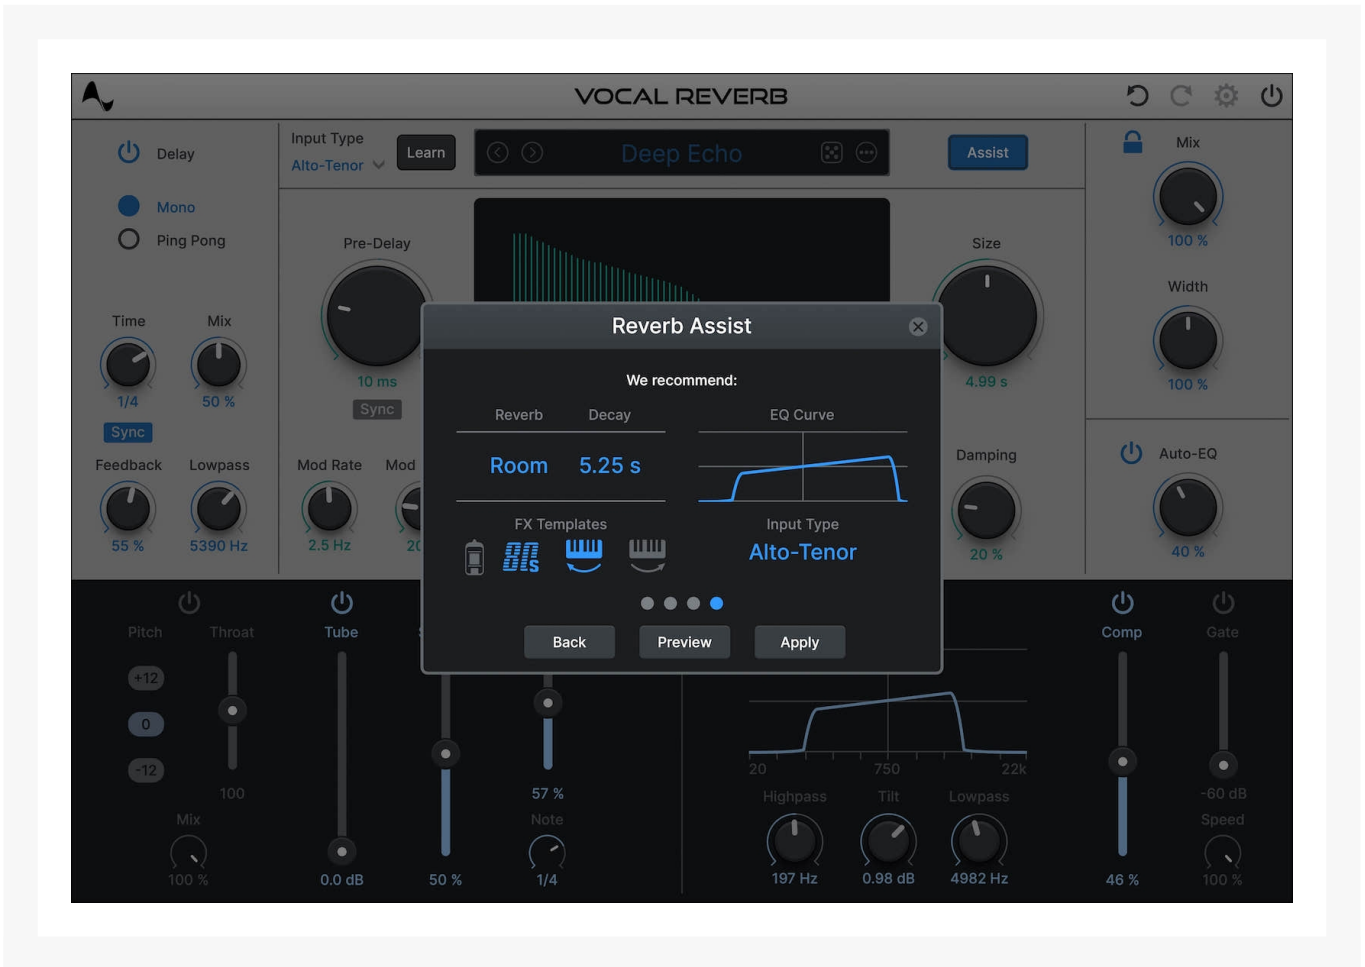 VOCAL REVERB
Delay
Mono
Ping Pong
Time
Mix
1/4
50 %
Sync
Feedback
Lowpass
55 %
5390 Hz
Input Type
Alto-Tenor
Learn
Deep Echo
Assist
Pre-Delay
10 ms
Sync
Mod Rate
Mod
2.5 Hz
Size
4.99 s
Damping
20 %
Mix
100 %
Width
100 %
Auto-EQ
40 %
Reverb Assist
We recommend:
Reverb
Decay
EQ Curve
Room
5.25 s
FX Templates
Input Type
80s
Alto-Tenor
Back
Preview
Apply
Pitch
Throat
+12
0
-12
100
Mix
100 %
Tube
0.0 dB
50 %
57 %
Note
1/4
20
750
22k
Highpass
Tilt
Lowpass
197 Hz
0.98 dB
4982 Hz
Comp
46 %
Gate
-60 dB
Speed
100 %